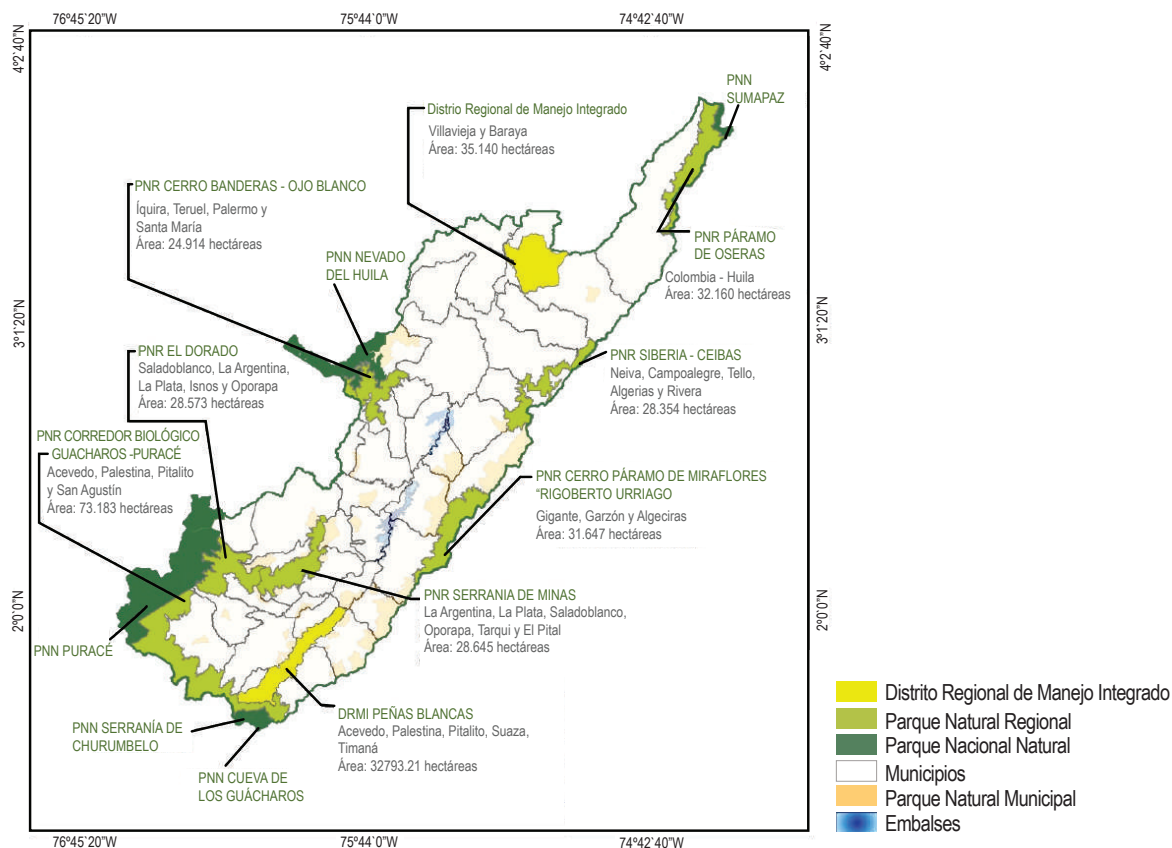 76°45`20"W
75°44`0"W
74°42`40"W
4°2`40"N
4°2`40"N
PNN
SUMAPAZ
Distrio Regional de Manejo Integrado
Villavieja y Baraya
Área: 35.140 hectáreas
PNR CERRO BANDERAS - OJO BLANCO
Íquira, Teruel, Palermo y
Santa María
Área: 24.914 hectáreas
PNN NEVADO
DEL HUILA
PNR PÁRAMO
DE OSERAS
Colombia - Huila
Área: 32.160 hectáreas
3°1`20"N
3°1`20"N
PNR EL DORADO
Saladoblanco, La Argentina,
La Plata, Isnos y Oporapa
Área: 28.573 hectáreas
PNR SIBERIA - CEIBAS
Neiva, Campoalegre, Tello,
Algerias y Rivera
Área: 28.354 hectáreas
PNR CORREDOR BIOLÓGICO
GUACHAROS -PURACÉ
Acevedo, Palestina, Pitalito
y San Agustín
Área: 73.183 hectáreas
PNR CERRO PÁRAMO DE MIRAFLORES
"RIGOBERTO URRIAGO
Gigante, Garzón y Algeciras
Área: 31.647 hectáreas
2°0`0"N
2°0`0"N
PNR SERRANIA DE MINAS
La Argentina, La Plata, Saladoblanco,
Oporapa, Tarqui y El Pital
Área: 28.645 hectáreas
PNN PURACÉ
DRMI PEÑAS BLANCAS
Acevedo, Palestina, Pitalito, Suaza,
Timaná
Área: 32793.21 hectáreas
PNN SERRANÍA DE
CHURUMBELO
PNN CUEVA DE
LOS GUÁCHAROS
Distrito Regional de Manejo Integrado
Parque Natural Regional
Parque Nacional Natural
Municipios
Parque Natural Municipal
Embalses
76°45`20"W
75°44`0"W
74°42`40"W